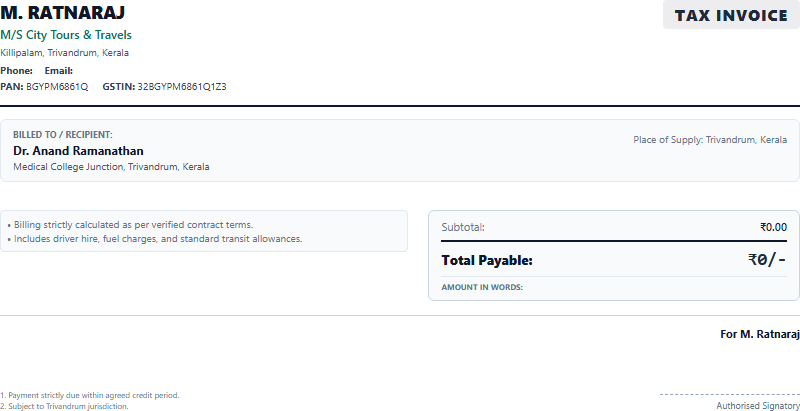 M. RATNARAJ
TAX INVOICE
M/S City Tours & Travels
Killipalam, Trivandrum, Kerala
Phone: Email:
PAN: BGYPM6861Q GSTIN: 32BGYPM6861Q1Z3
BILLED TO / RECIPIENT:
Place of Supply: Trivandrum, Kerala
Dr. Anand Ramanathan
Medical College Junction, Trivandrum, Kerala
• Billing strictly calculated as per verified contract terms.
• Includes driver hire, fuel charges, and standard transit allowances.
Subtotal: ₹0.00
Total Payable: ₹0/-
AMOUNT IN WORDS:
For M. Ratnaraj
1. Payment strictly due within agreed credit period.
2. Subject to Trivandrum jurisdiction.
Authorised Signatory